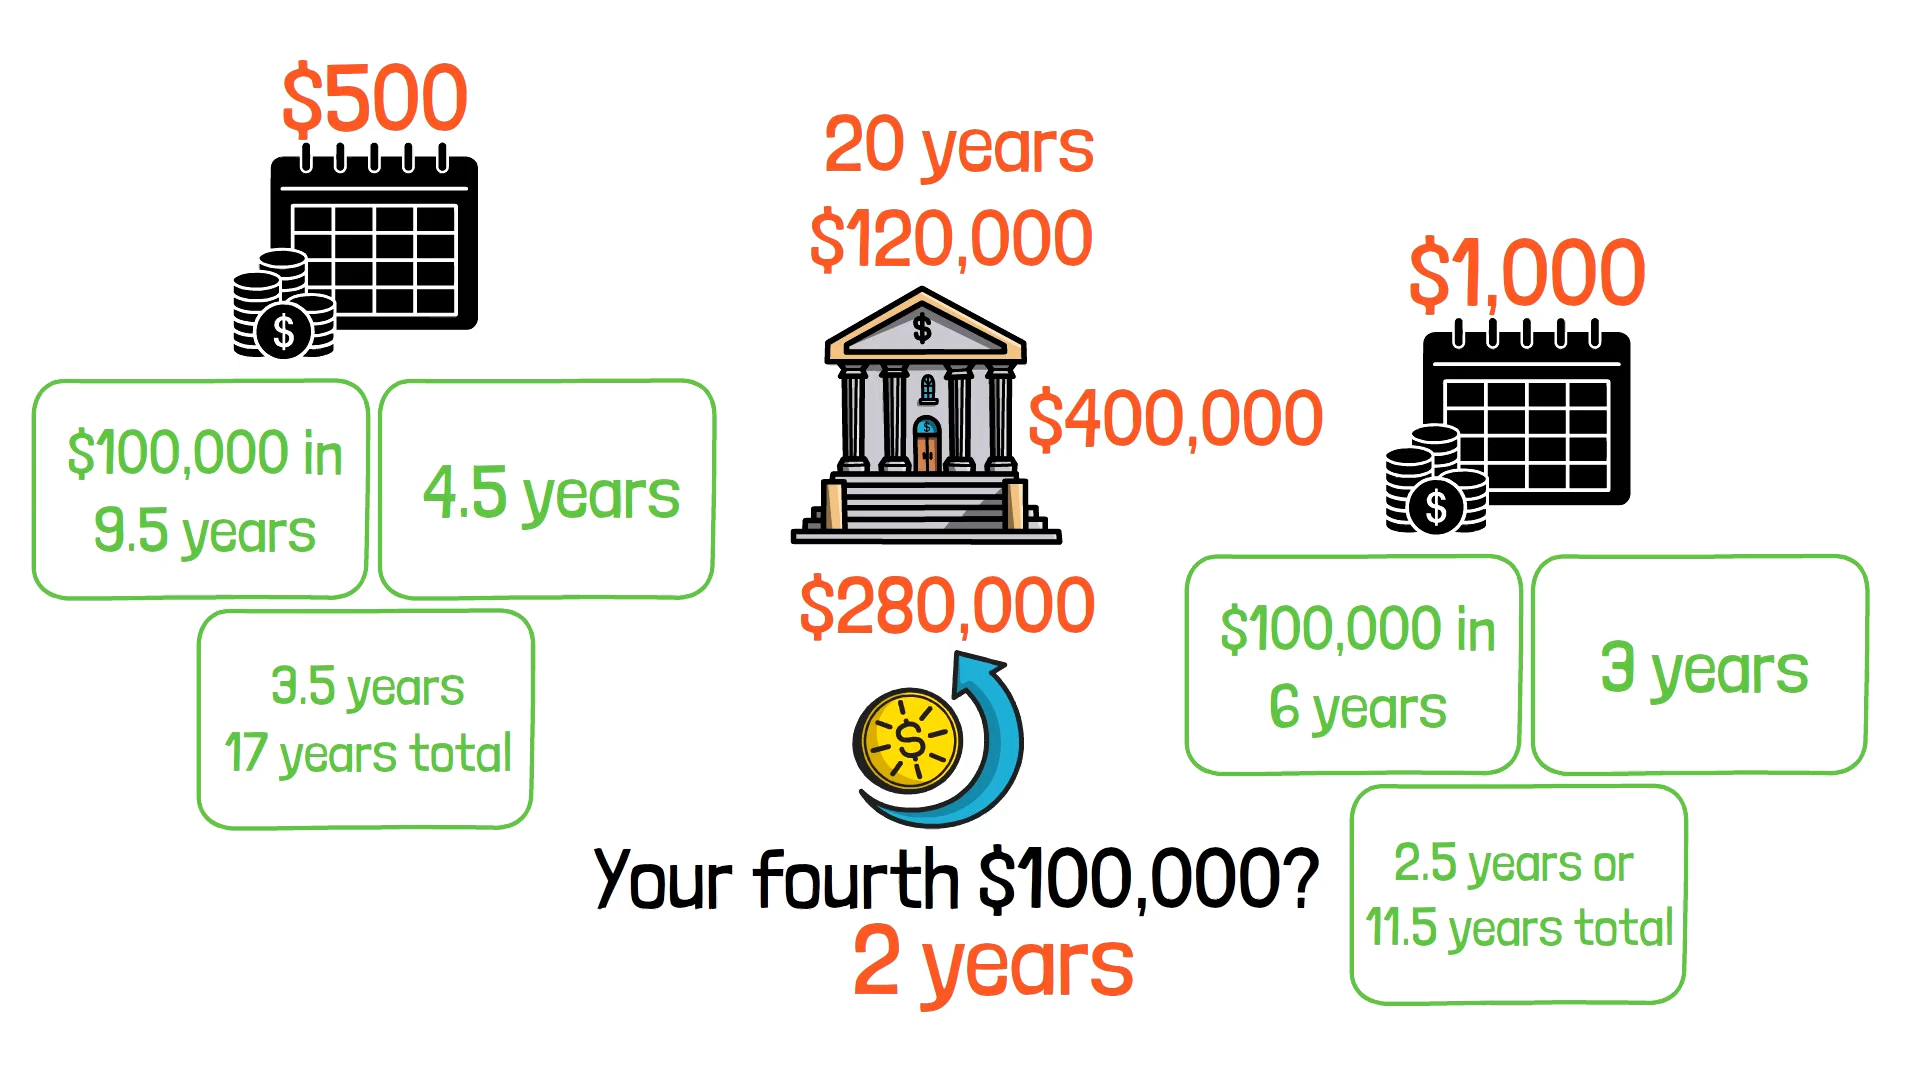 $500
$
$100,000 in
9.5 years
4.5 years
3.5 years
17 years total
20 years
$120,000
$
$
$400,000
$280,000
$
Your fourth $100,000?
2 years
$1,000
$
$100,000 in
6 years
3 years
2.5 years or
11.5 years total